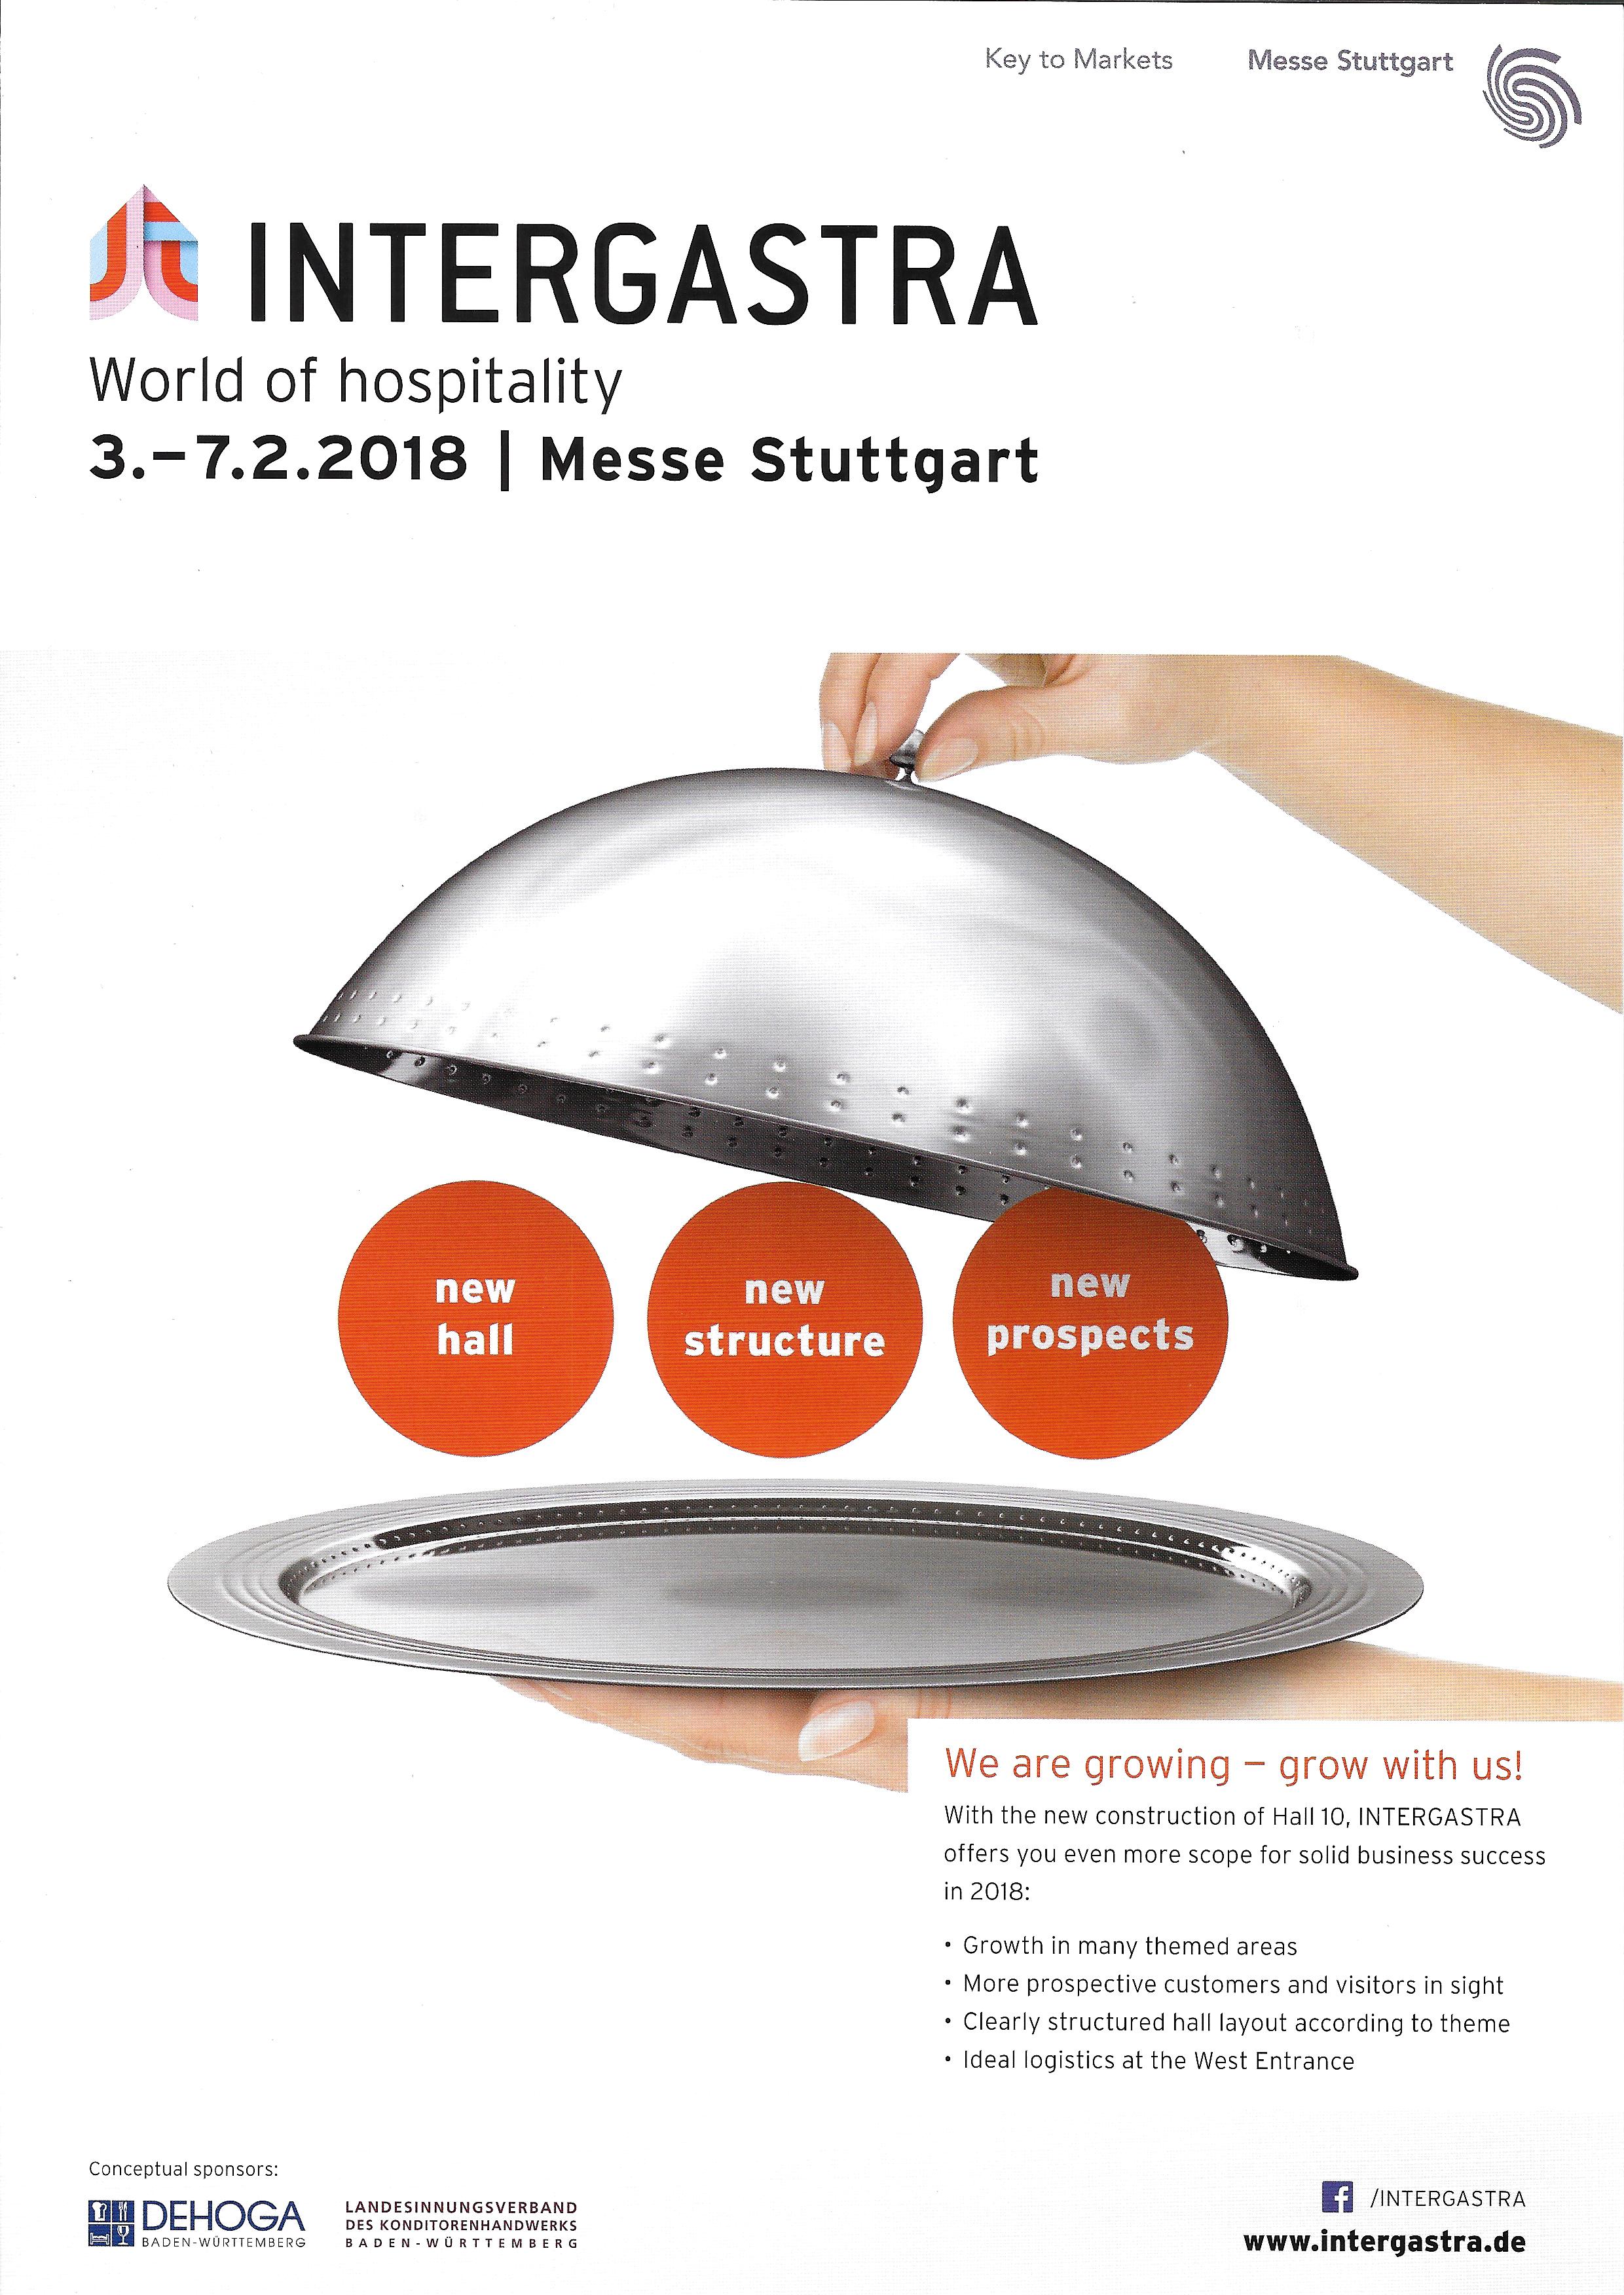 Key to Markets
Messe Stuttgart
INTERGASTRA
World of hospitality
3.–7.2.2018 | Messe Stuttgart
new
hall
new
structure
new
prospects
We are growing – grow with us!
With the new construction of Hall 10, INTERGASTRA
offers you even more scope for solid business success
in 2018:
• Growth in many themed areas
• More prospective customers and visitors in sight
• Clearly structured hall layout according to theme
• Ideal logistics at the West Entrance
Conceptual sponsors:
DEHOGA
BADEN-WÜRTTEMBERG
LANDESINNUNGSVERBAND
DES KONDITORENHANDWERKS
BADEN-WÜRTTEMBERG
f /INTERGASTRA
www.intergastra.de